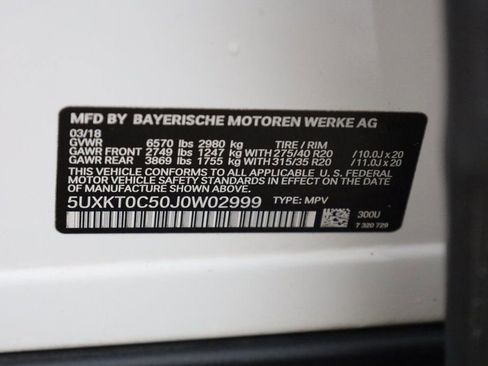 MFD BY BAYERISCHE MOTOREN WERKE AG
03/18
GVWR 6570 lbs 2980 kg TIRE / RIM
GAWR FRONT 2749 lbs 1247 kg WITH 275/40 R20 /10.0J x 20
GAWR REAR 3869 lbs 1755 kg WITH 315/35 R20 /11.0J x 20
THIS VEHICLE CONFORMS TO ALL APPLICABLE U. S. FEDERAL
MOTOR VEHICLE SAFETY STANDARDS IN EFFECT ON THE DATE OF
MANUFACTURE SHOWN ABOVE.
5UXKT0C50J0W02999 TYPE: MPV
300U
7 320 729